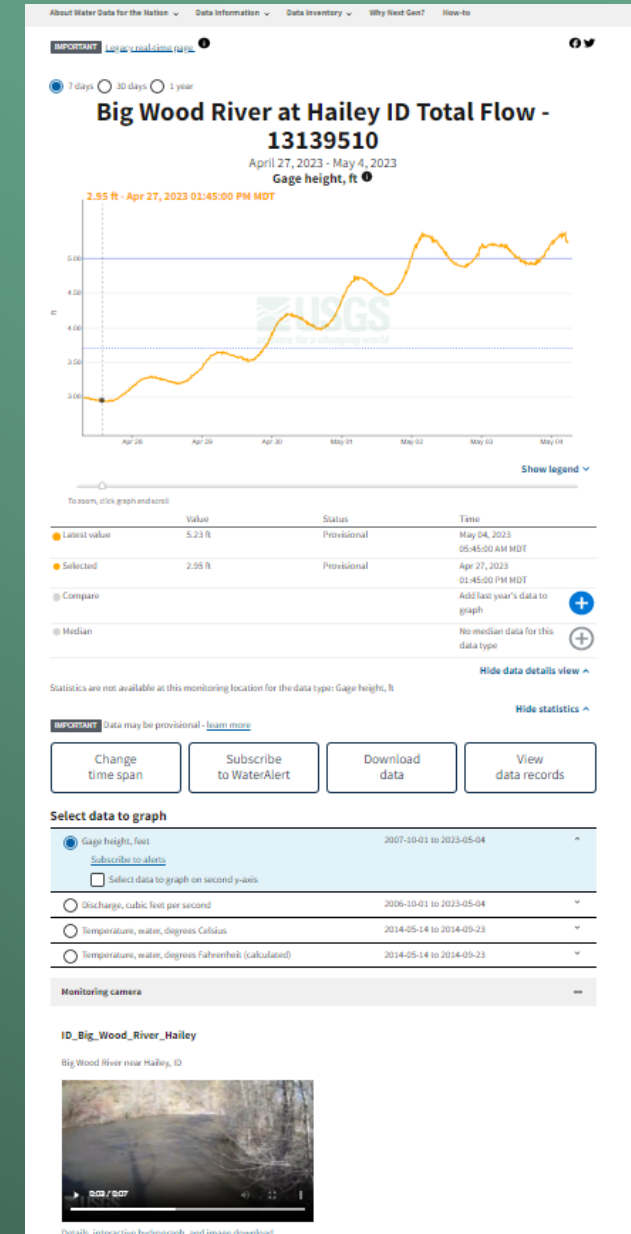 About Water Data for the Nation Data Information Data Inventory Why Next Gen? How-to
IMPORTANT Legacy real-time page
7 days 30 days 1 year
Big Wood River at Hailey ID Total Flow -
13139510
April 27, 2023 - May 4, 2023
Gage height, ft
2.95 ft - Apr 27, 2023 01:45:00 PM MDT
5.00
4.50
ft
4.00
3.50
3.00
USGS
science for a changing world
Apr 28 Apr 29 Apr 30 May 01 May 02 May 03 May 04
Show legend
To zoom, click graph and scroll
Value Status Time
Latest value 5.23 ft Provisional May 04, 2023
05:45:00 AM MDT
Selected 2.95 ft Provisional Apr 27, 2023
01:45:00 PM MDT
Compare Add last year's data to
graph
Median No median data for this
data type
Hide data details view
Statistics are not available at this monitoring location for the data type: Gage height, ft
Hide statistics
IMPORTANT Data may be provisional - learn more
Change
time span
Subscribe
to WaterAlert
Download
data
View
data records
Select data to graph
Gage height, feet 2007-10-01 to 2023-05-04
Subscribe to alerts
Select data to graph on second y-axis
Discharge, cubic feet per second 2006-10-01 to 2023-05-04
Temperature, water, degrees Celsius 2014-05-14 to 2014-09-23
Temperature, water, degrees Fahrenheit (calculated) 2014-05-14 to 2014-09-23
Monitoring camera
ID_Big_Wood_River_Hailey
Big Wood River near Hailey, ID
0:03 / 0:07
Details, interactive hydrograph, and image download